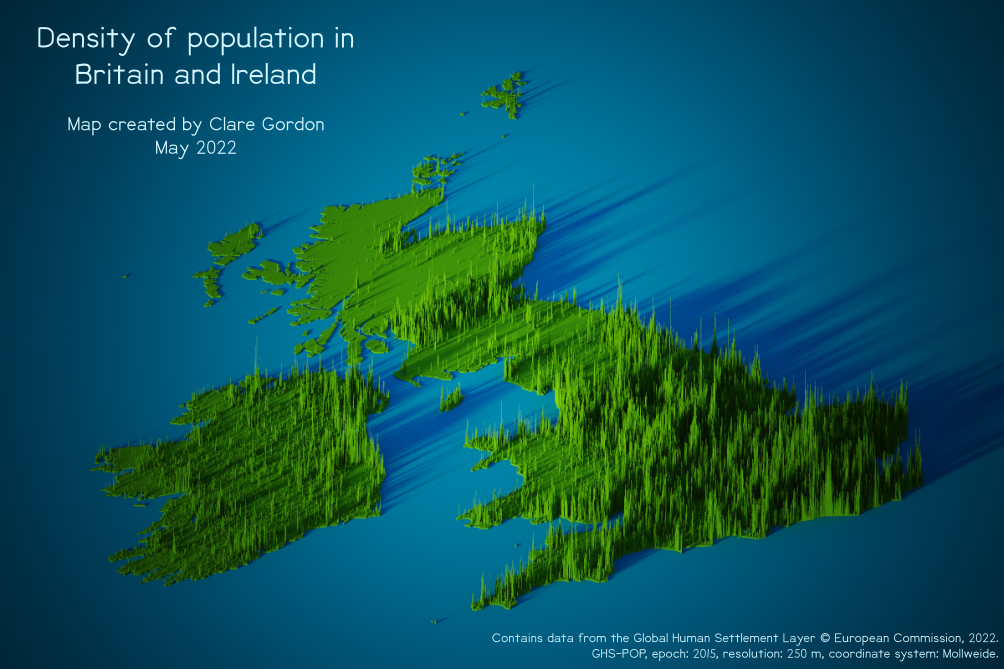 Density of population in
Britain and Ireland
Map created by Clare Gordon
May 2022
Contains data from the Global Human Settlement Layer © European Commission, 2022.
GHS-POP, epoch: 2015, resolution: 250 m, coordinate system: Mollweide.